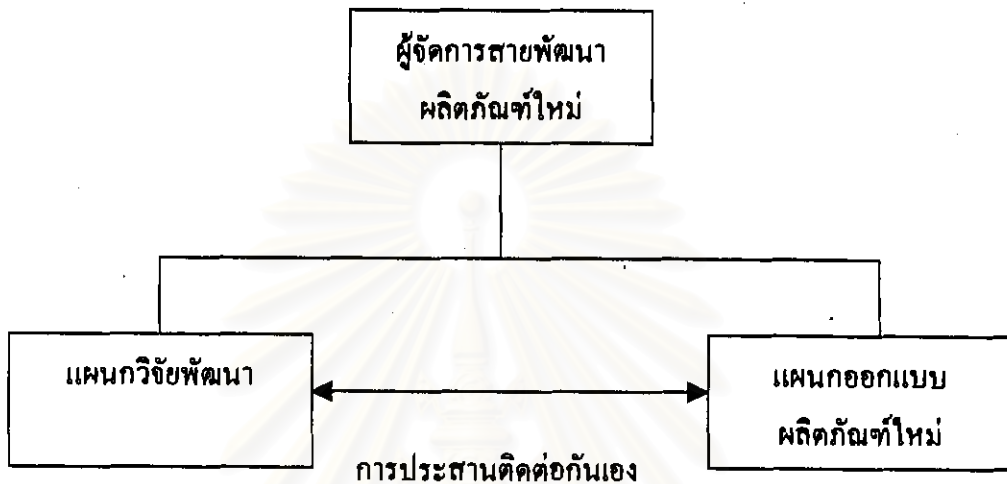 ผู้จัดการสายพัฒนา
ผลิตภัณฑ์ใหม่
แผนกวิจัยพัฒนา
แผนกออกแบบ
ผลิตภัณฑ์ใหม่
การประสานติดต่อกันเอง